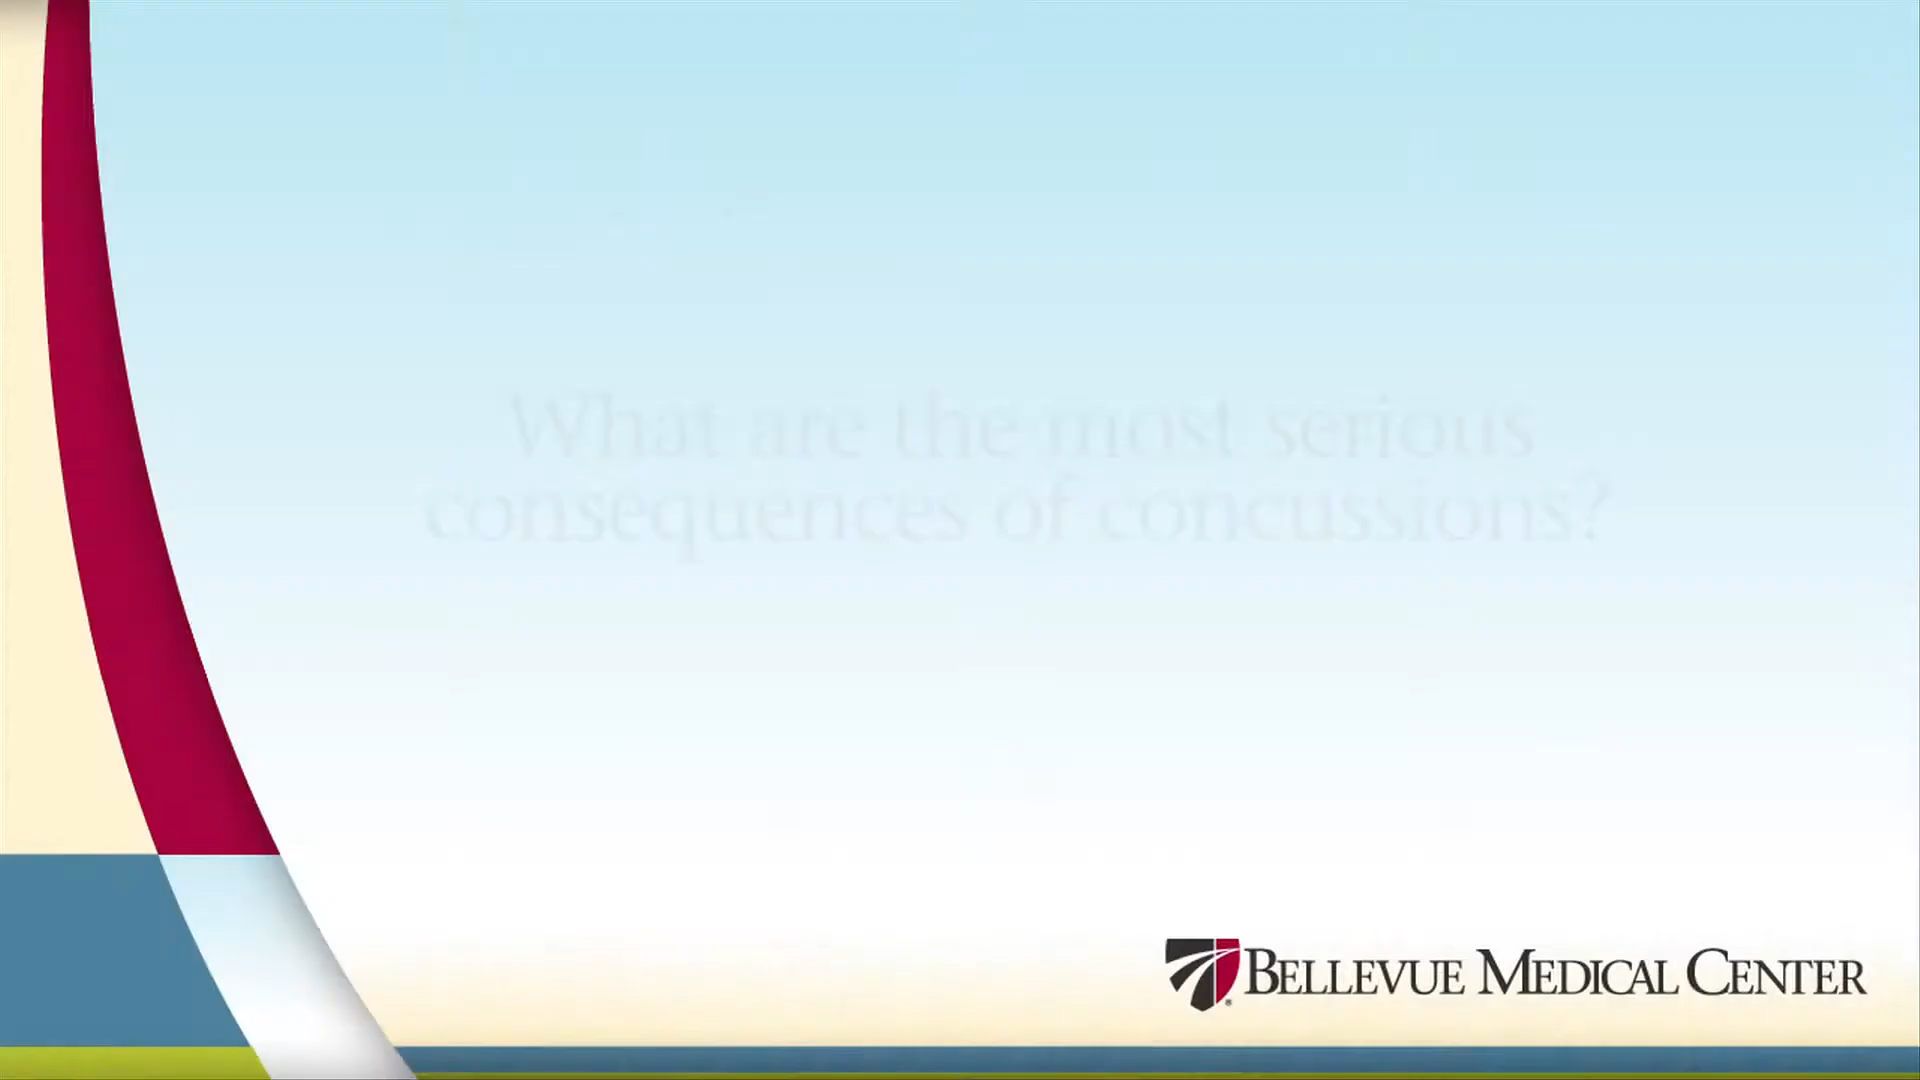 What are the most serious
consequences of concussions?
BELLEVUE MEDICAL CENTER